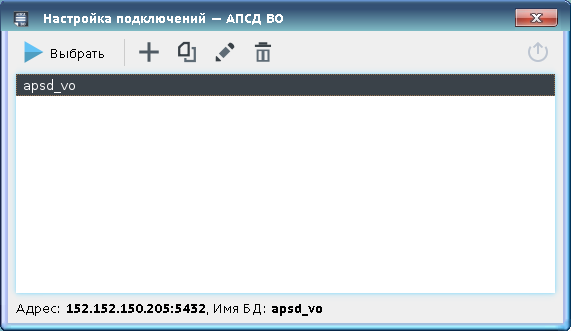 Настройка подключений — АПСД ВО
Выбрать
apsd_vo
Адрес: 152.152.150.205:5432, Имя БД: apsd_vo